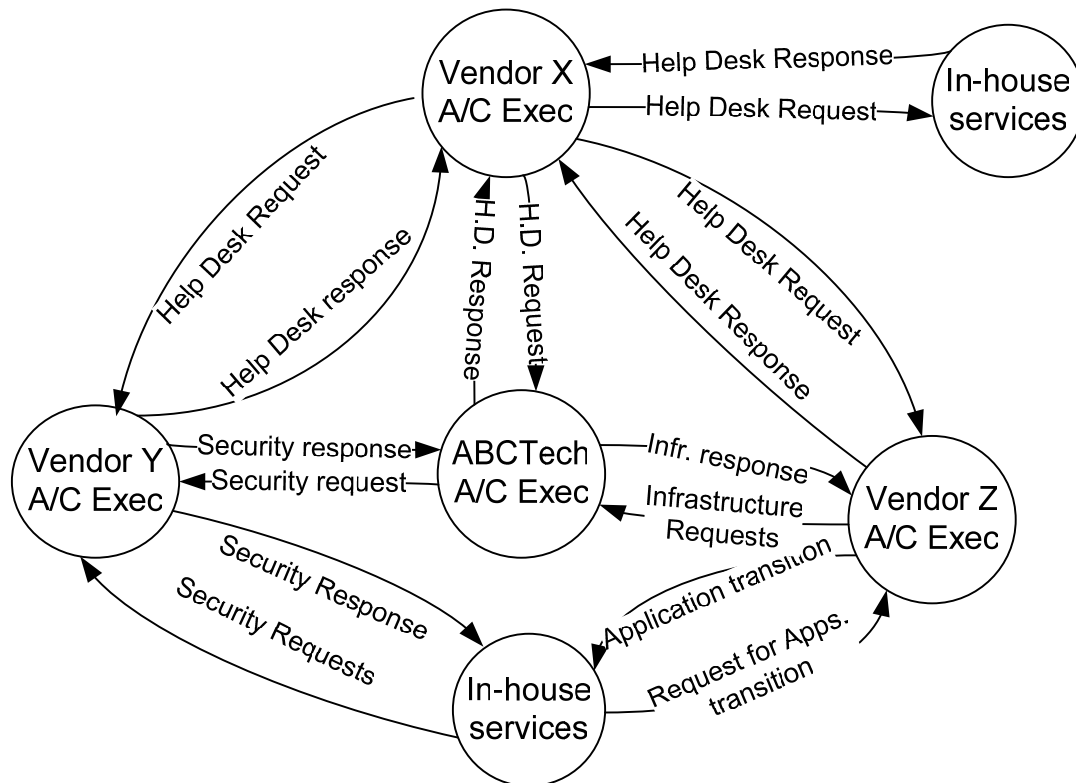 Vendor X
A/C Exec
Help Desk Response
Help Desk Request
In-house
services
Help Desk Request
Help Desk response
H.D. Response
H.D. Request
Help Desk Request
Help Desk Response
Vendor Y
A/C Exec
Security response
Security request
ABCTech
A/C Exec
Infr. response
Infrastructure
Requests
Vendor Z
A/C Exec
Security Response
Security Requests
Application transition
Request for Apps.
transition
In-house
services